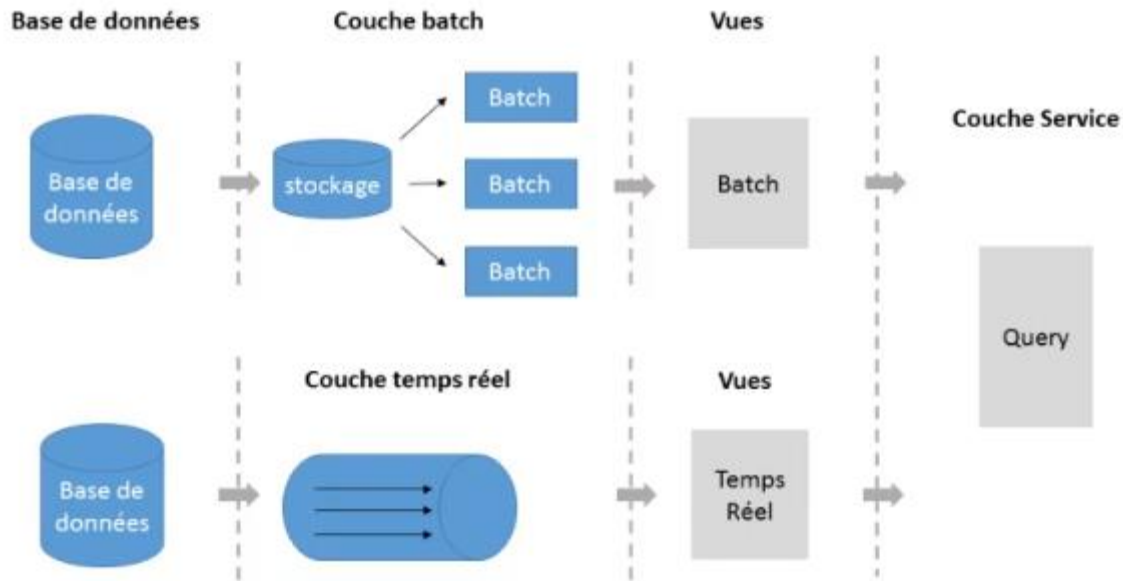 Base de données
Couche batch
Vues
Couche Service
Base de
données
stockage
Batch
Batch
Batch
Batch
Query
Couche temps réel
Vues
Base de
données
Temps
Réel